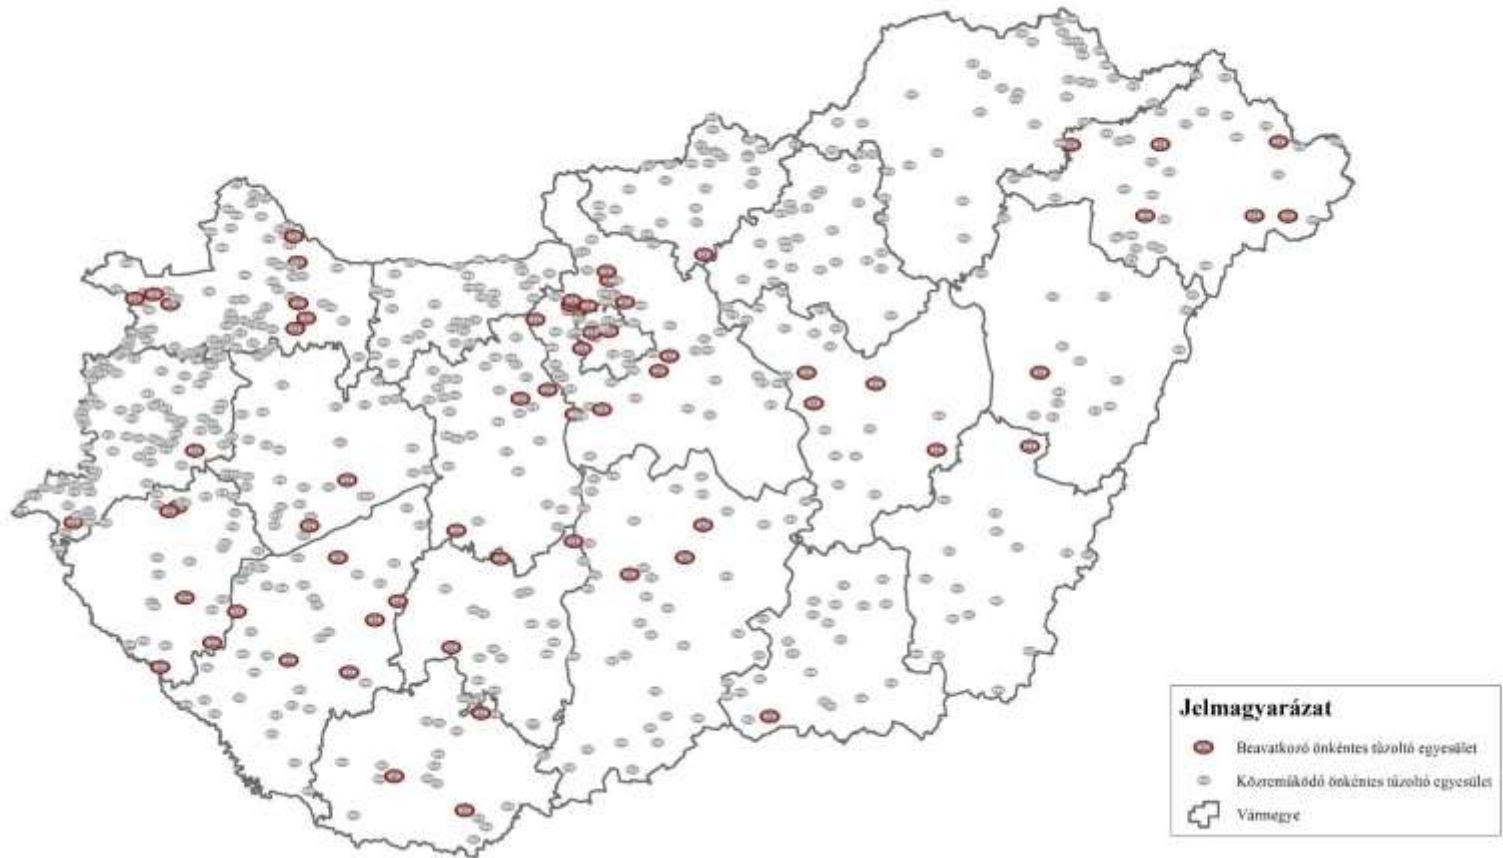 Jelmagyarázat
Beavatkozó önkéntes tűzoltó egyesület
Közreműködő önkéntes tűzoltó egyesület
Vármegye